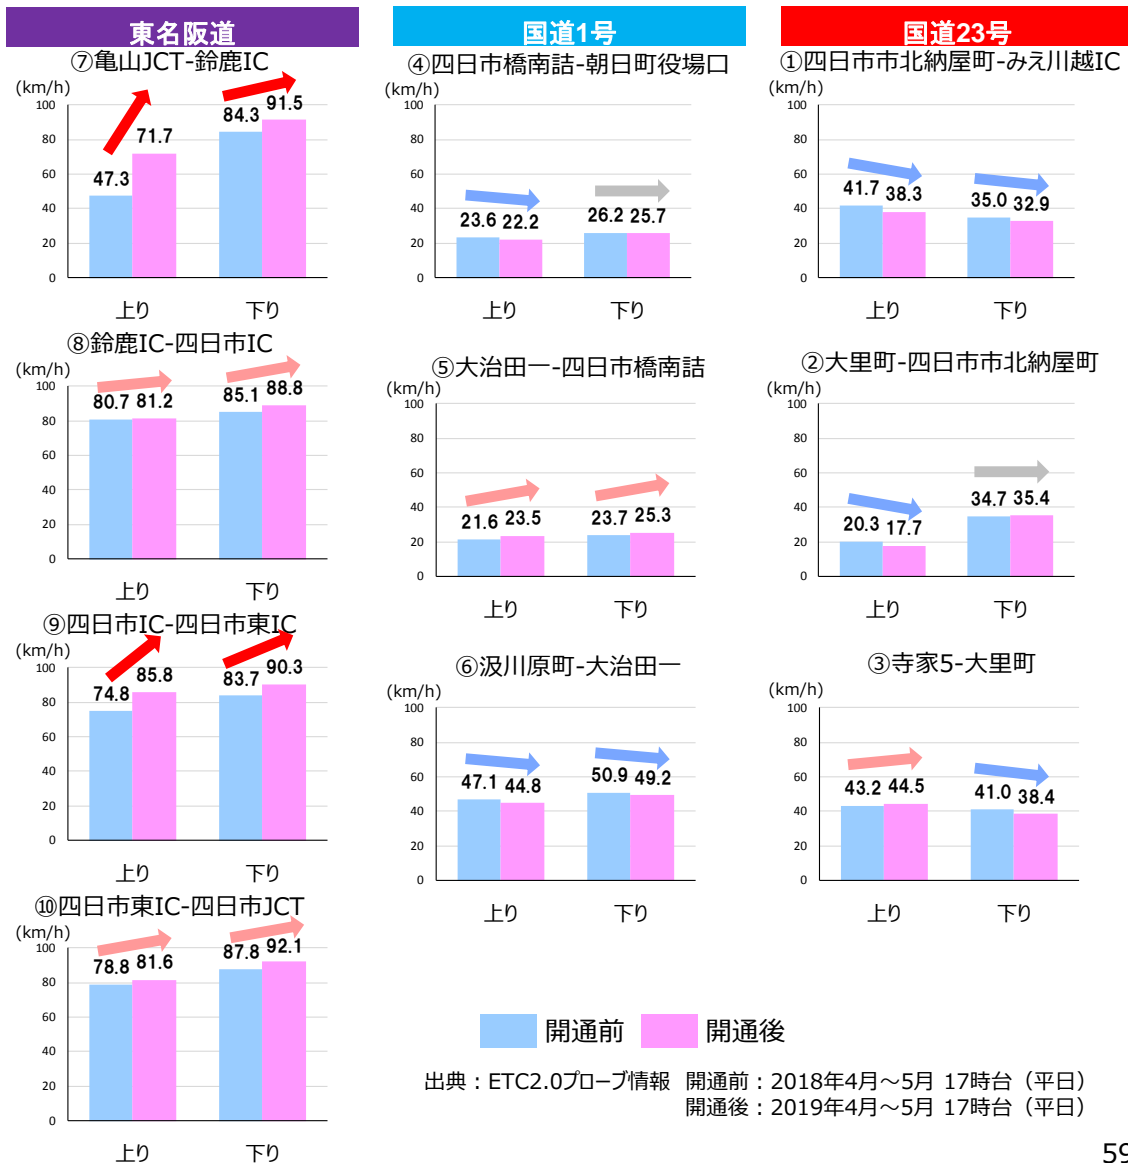 東名阪道
⑦亀山JCT-鈴鹿IC
(km/h)
100
80
60
40
20
0
47.3
71.7
84.3
91.5
上り
下り
⑧鈴鹿IC-四日市IC
(km/h)
100
80
60
40
20
0
80.7
81.2
85.1
88.8
上り
下り
⑨四日市IC-四日市東IC
(km/h)
100
80
60
40
20
0
74.8
85.8
83.7
90.3
上り
下り
⑩四日市東IC-四日市JCT
(km/h)
100
80
60
40
20
0
78.8
81.6
87.8
92.1
上り
下り
国道1号
④四日市橋南詰-朝日町役場口
(km/h)
100
80
60
40
20
0
23.6
22.2
26.2
25.7
上り
下り
⑤大治田一-四日市橋南詰
(km/h)
100
80
60
40
20
0
21.6
23.5
23.7
25.3
上り
下り
⑥汲川原町-大治田一
(km/h)
100
80
60
40
20
0
47.1
44.8
50.9
49.2
上り
下り
国道23号
①四日市市北納屋町-みえ川越IC
(km/h)
100
80
60
40
20
0
41.7
38.3
35.0
32.9
上り
下り
②大里町-四日市市北納屋町
(km/h)
100
80
60
40
20
0
20.3
17.7
34.7
35.4
上り
下り
③寺家5-大里町
(km/h)
100
80
60
40
20
0
43.2
44.5
41.0
38.4
上り
下り
開通前
開通後
出典：ETC2.0プローブ情報 開通前：2018年4月～5月 17時台（平日）
開通後：2019年4月～5月 17時台（平日）
59